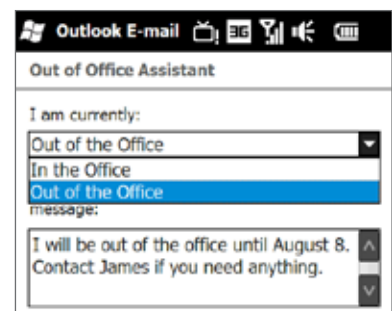 Outlook E-mail 3G
Out of Office Assistant
I am currently:
Out of the Office
In the Office
Out of the Office
message:
I will be out of the office until August 8.
Contact James if you need anything.